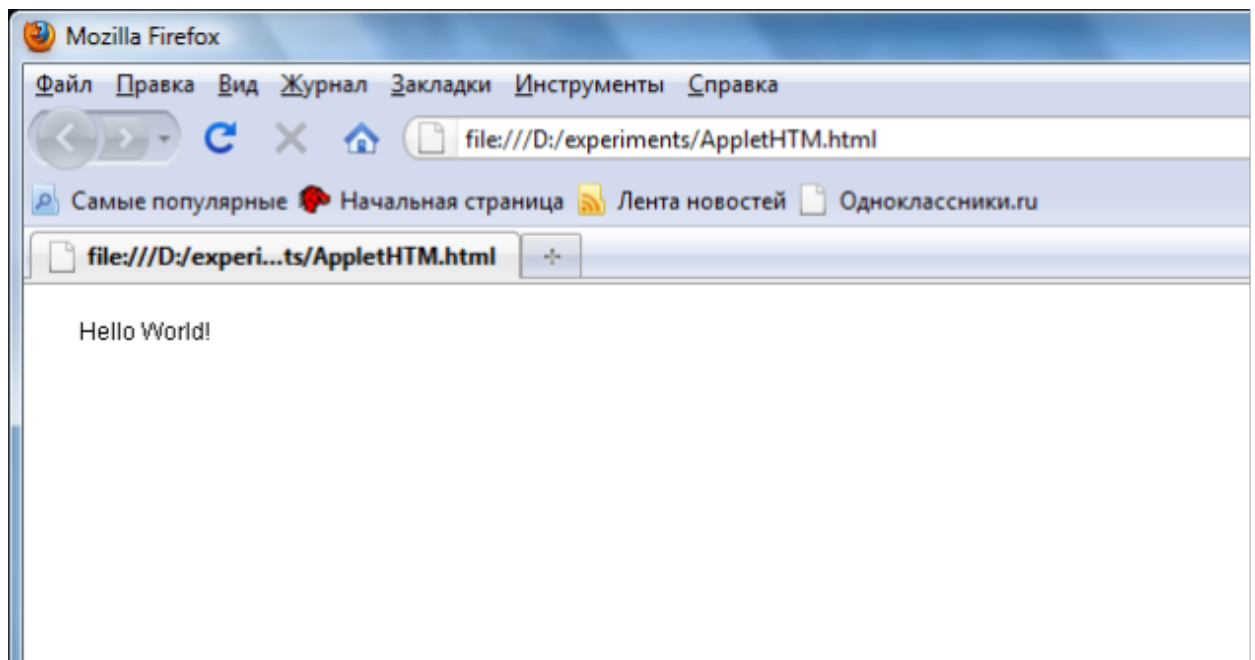 Mozilla Firefox
Файл Правка Вид Журнал Закладки Инструменты Справка
file:///D:/experiments/AppletHTM.html
Самые популярные Начальная страница Лента новостей Одноклассники.ru
file:///D:/experi...ts/AppletHTM.html
Hello World!